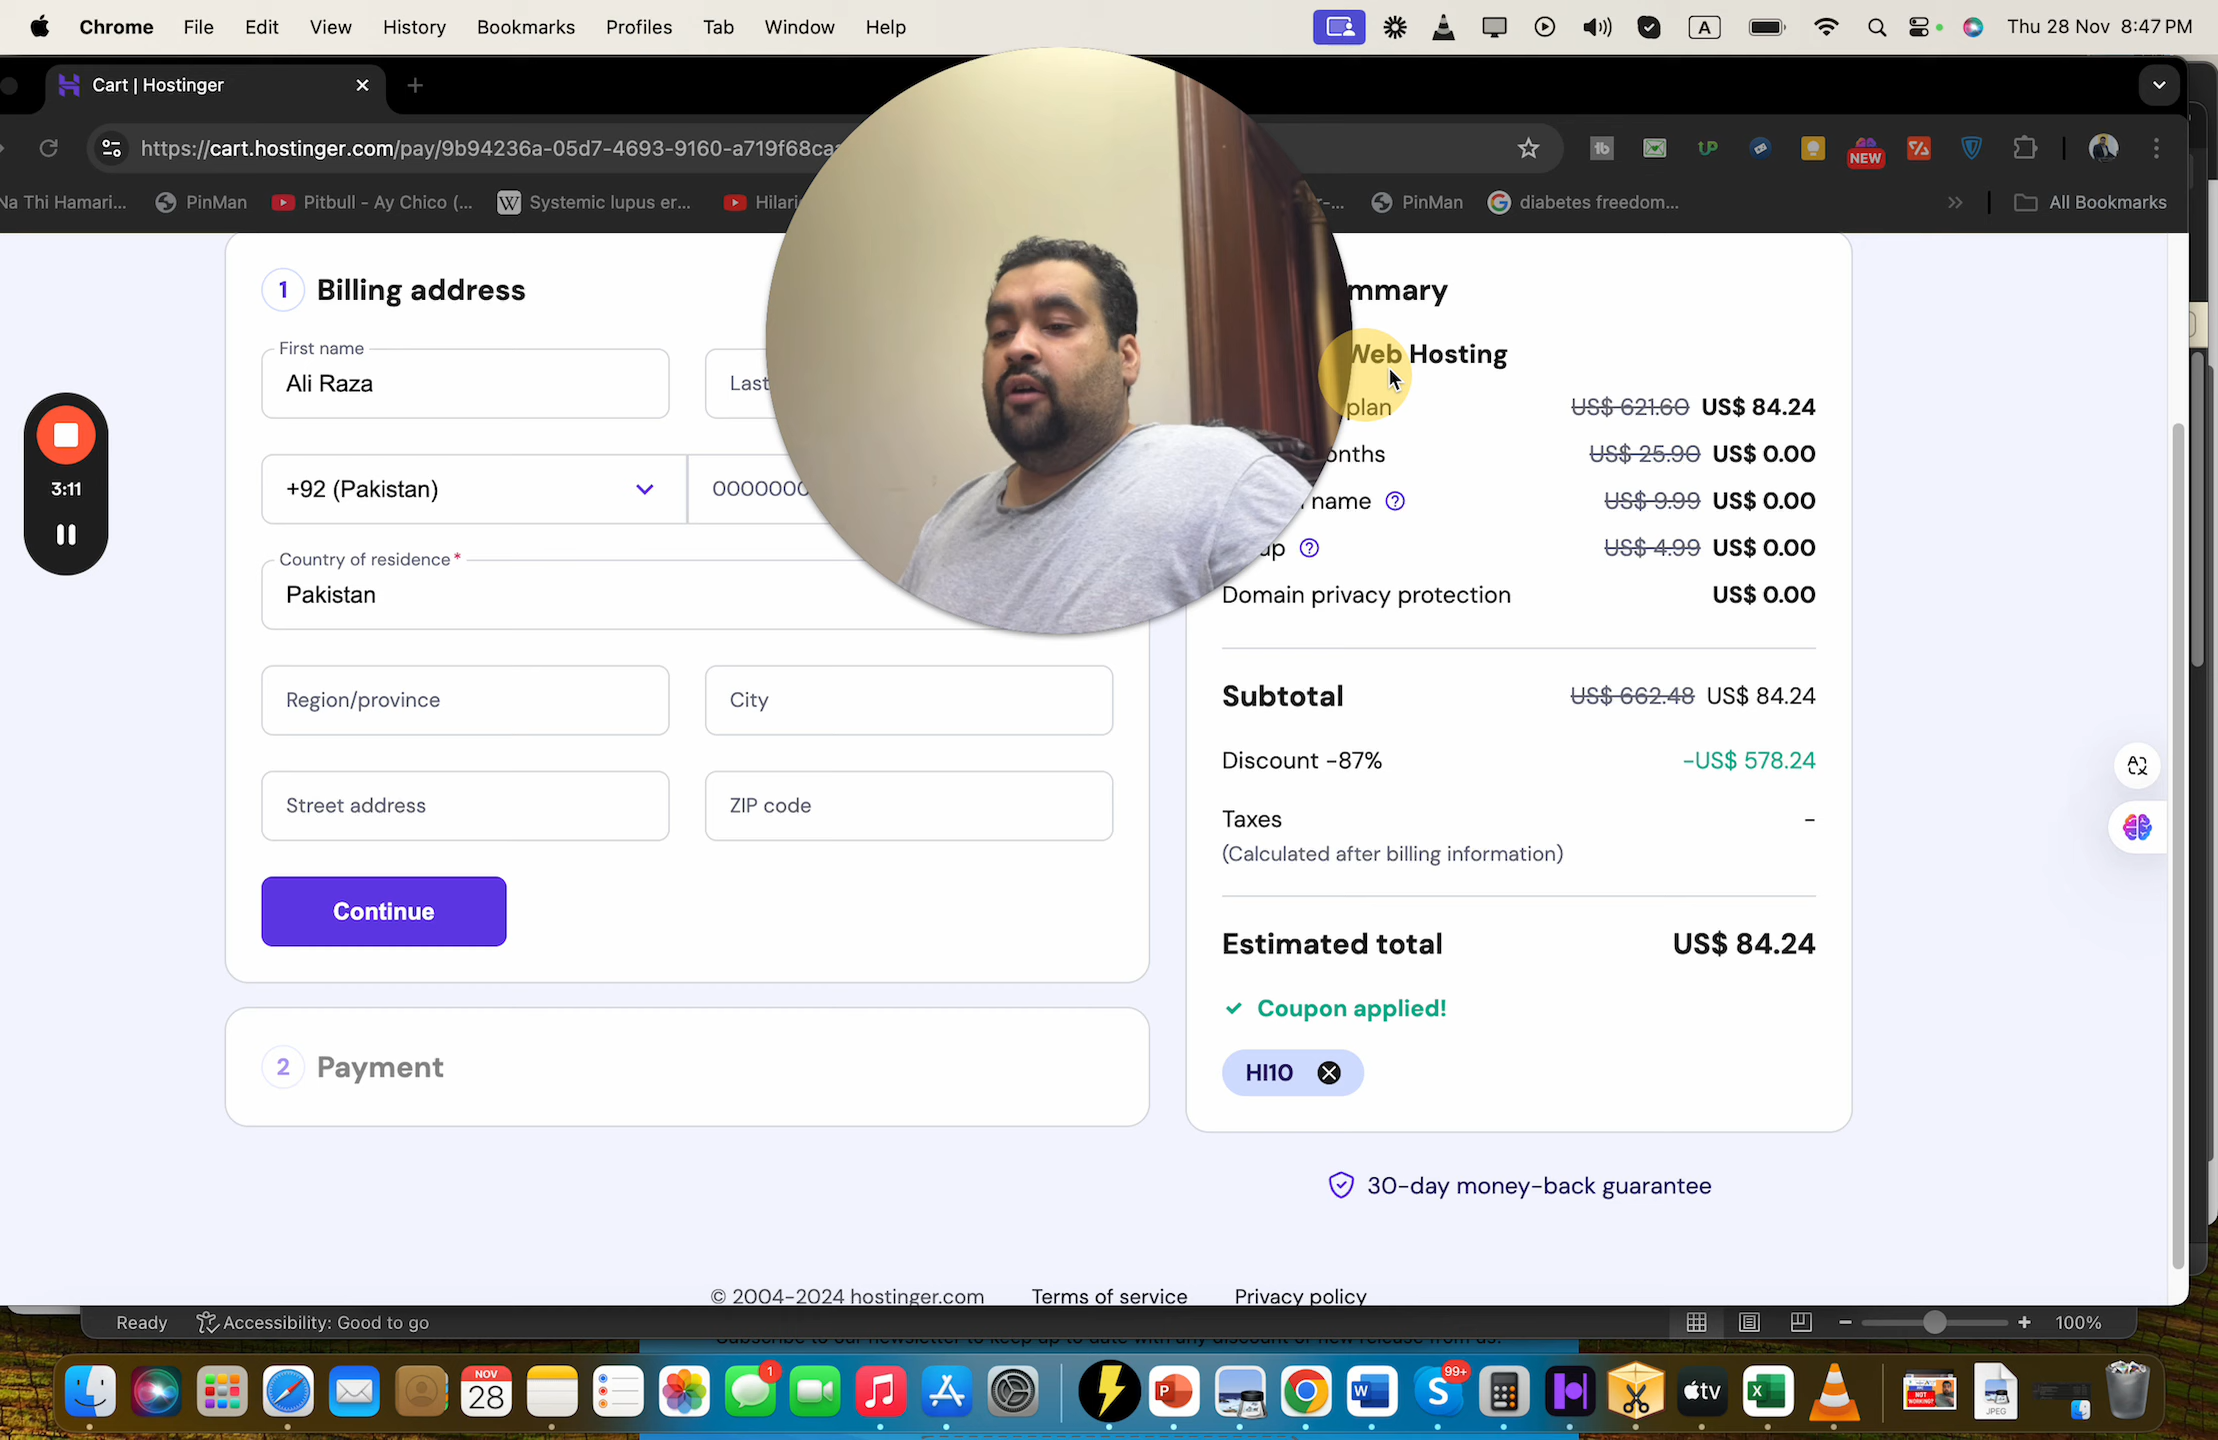 Chrome File Edit View History Bookmarks Profiles Tab Window Help
A
Thu 28 Nov 8:47 PM
Cart | Hostinger
https://cart.hostinger.com/pay/9b94236a-05d7-4693-9160-a719f68caa
NEW
Na Thi Hamari...
PinMan
Pitbull - Ay Chico (...
W Systemic lupus er...
PinMan
diabetes freedom...
All Bookmarks
1 Billing address
First name
Ali Raza
Last
+92 (Pakistan)
Country of residence*
Pakistan
Region/province
City
Street address
ZIP code
Continue
2 Payment
3:11
mmary
Web Hosting
plan US$ 621.60 US$ 84.24
onths US$ 25.90 US$ 0.00
name US$ 9.99 US$ 0.00
up US$ 4.99 US$ 0.00
Domain privacy protection US$ 0.00
Subtotal US$ 662.48 US$ 84.24
Discount -87% -US$ 578.24
Taxes -
(Calculated after billing information)
Estimated total US$ 84.24
Coupon applied!
HI10
30-day money-back guarantee
© 2004-2024 hostinger.com Terms of service Privacy policy
Ready Accessibility: Good to go
100%
NOV
28
1
99+
tv
JPEG